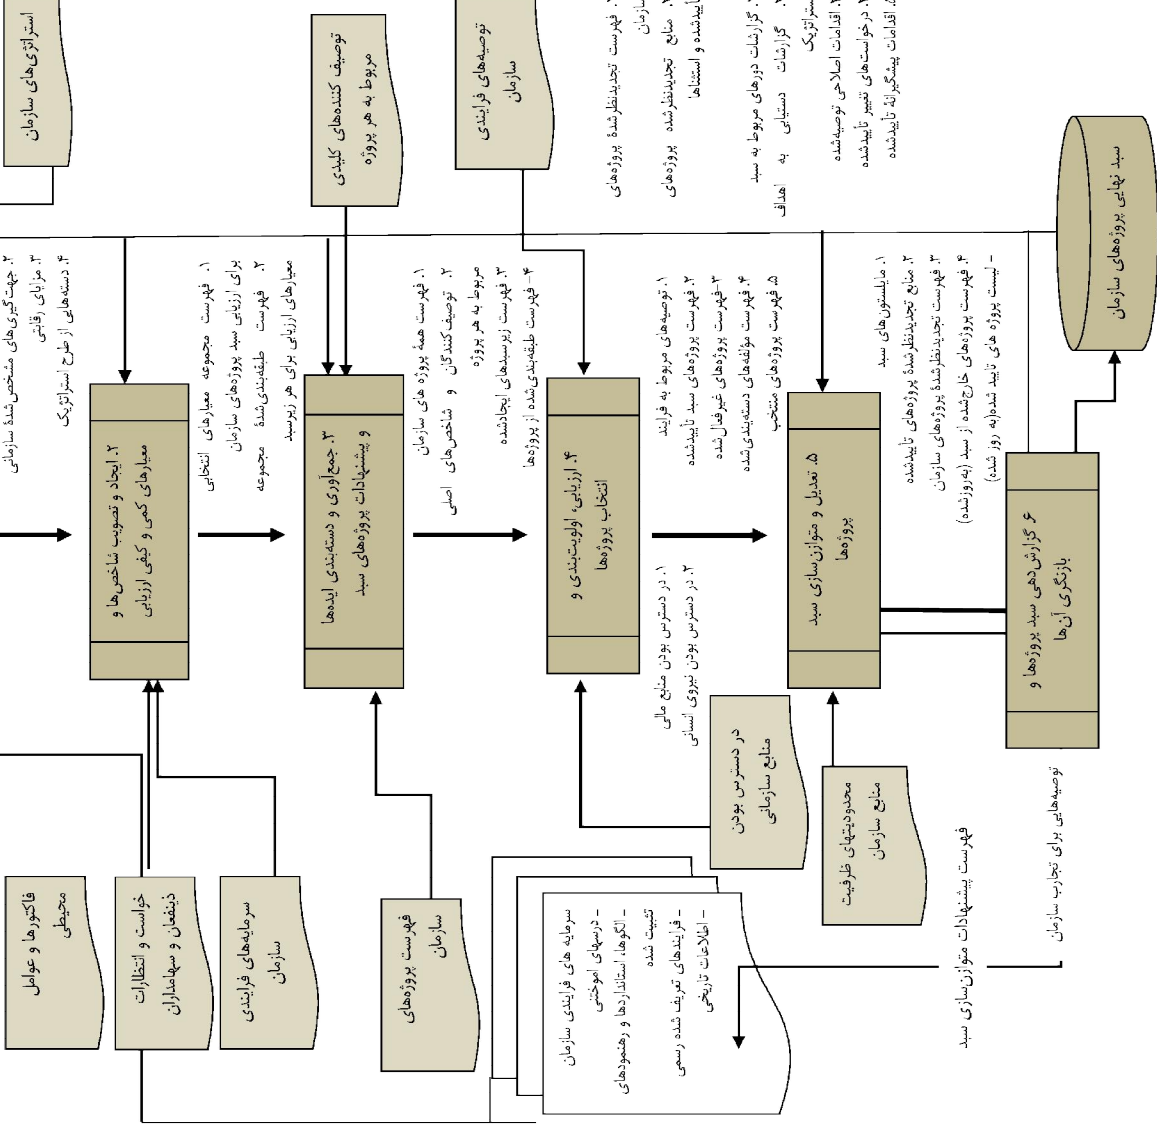 استراتژی‌های سازمان
توصیف کننده‌های کلیدی
مربوط به هر پروژه
توصیه‌های فرایندی
سازمان
۱. فهرست تجدیدنظرشدهٔ پروژه‌های
سازمان
۲. منابع تجدیدنظرشده پروژه‌های
تأییدشده و استثناها
۱. گزارشات دوره‌ای مربوط به سبد
۲. گزارشات دستیابی به اهداف
استراتژیک
۳. اقدامات اصلاحی توصیه‌شده
۴. درخواست‌های تغییر تأییدشده
۵. اقدامات پیشگیرانهٔ تأییدشده
سبد نهایی پروژه‌های سازمان
۲. جهت‌گیری‌های مشخص‌شدهٔ سازمانی
۳. مزایای رقابتی
۴. دسته‌هایی از طرح استراتژیک
۲. ایجاد و تصویب شاخص‌ها و
معیارهای کمی و کیفی ارزیابی
۱. فهرست مجموعه معیارهای انتخابی
برای ارزیابی سبد پروژه‌های سازمان
۲. فهرست طبقه‌بندی‌شدهٔ مجموعه
معیارهای ارزیابی برای هر زیرسبد
۳. جمع‌آوری و دسته‌بندی ایده‌ها
و پیشنهادات پروژه‌های سبد
۱. فهرست همهٔ پروژه های سازمان
۲. توصیف‌کنندگان و شاخص‌های اصلی
مربوط به هر پروژه
۳. فهرست زیرسبدهای ایجادشده
۴- فهرست طبقه‌بندی‌شده از پروژه‌ها
۴. ارزیابی، اولویت‌بندی و
انتخاب پروژه‌ها
۱. توصیه‌های مربوط به فرایند
۲. فهرست پروژه‌های سبد تأییدشده
۳-فهرست پروژه‌های غیرفعال‌شده
۴. فهرست مؤلفه‌های دسته‌بندی‌شده
۵. فهرست پروژه‌های منتخب
۱. در دسترس بودن منابع مالی
۲. در دسترس بودن نیروی انسانی
۵. تعدیل و متوازن‌سازی سبد
پروژه‌ها
۱. مایلستون‌های سبد
۲. منابع تجدیدنظرشدهٔ پروژه‌های تأییدشده
۳. فهرست تجدیدنظرشدهٔ پروژه‌های سازمان
۴. فهرست پروژه‌های خارج‌شده از سبد (به‌روزشده)
- لیست پروژه های تایید شده(به روز شده)
۶ گزارش‌دهی سبد پروژه‌ها و
بازنگری آن‌ها
فاکتورها و عوامل
محیطی
خواست و انتظارات
ذینفعان و سهامداران
سرمایه‌های فرایندی
سازمان
فهرست پروژه‌های
سازمان
در دسترس بودن
منابع سازمانی
محدودیتهای ظرفیت
منابع سازمان
سرمایه های فرایندی سازمان
ـ درسهای اموختنی
ـ الگوها، استانداردها و رهنمودهای
تثبیت شده
ـ فرایندهای تعریف شده رسمی
ـ اطلاعات تاریخی
فهرست پیشنهادات متوازن‌سازی سبد
توصیه‌هایی برای تجارب سازمان